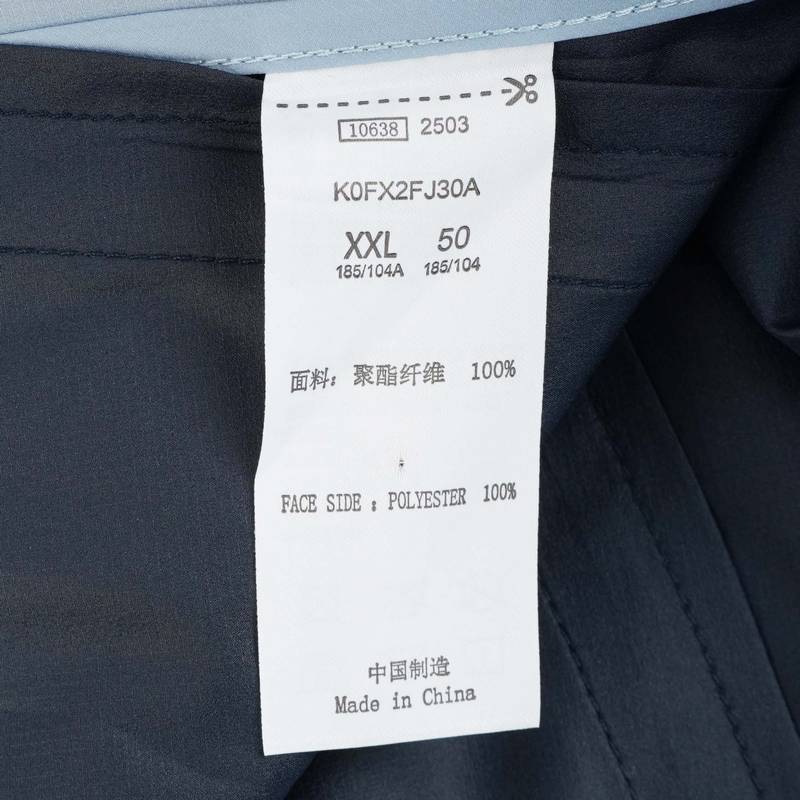 10638 2503
K0FX2FJ30A
XXL 50
185/104A 185/104
面料: 聚酯纤维 100%
FACE SIDE : POLYESTER 100%
中国制造
Made in China